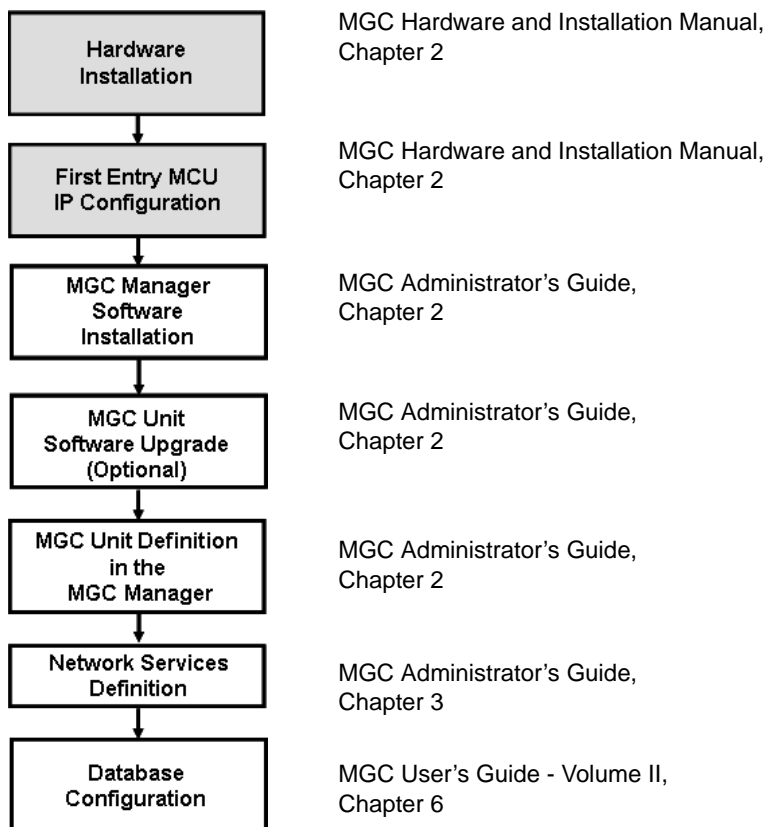 Hardware
Installation
MGC Hardware and Installation Manual,
Chapter 2
First Entry MCU
IP Configuration
MGC Hardware and Installation Manual,
Chapter 2
MGC Manager
Software
Installation
MGC Administrator’s Guide,
Chapter 2
MGC Unit
Software Upgrade
(Optional)
MGC Administrator’s Guide,
Chapter 2
MGC Unit Definition
in the
MGC Manager
MGC Administrator’s Guide,
Chapter 2
Network Services
Definition
MGC Administrator’s Guide,
Chapter 3
Database
Configuration
MGC User’s Guide - Volume II,
Chapter 6